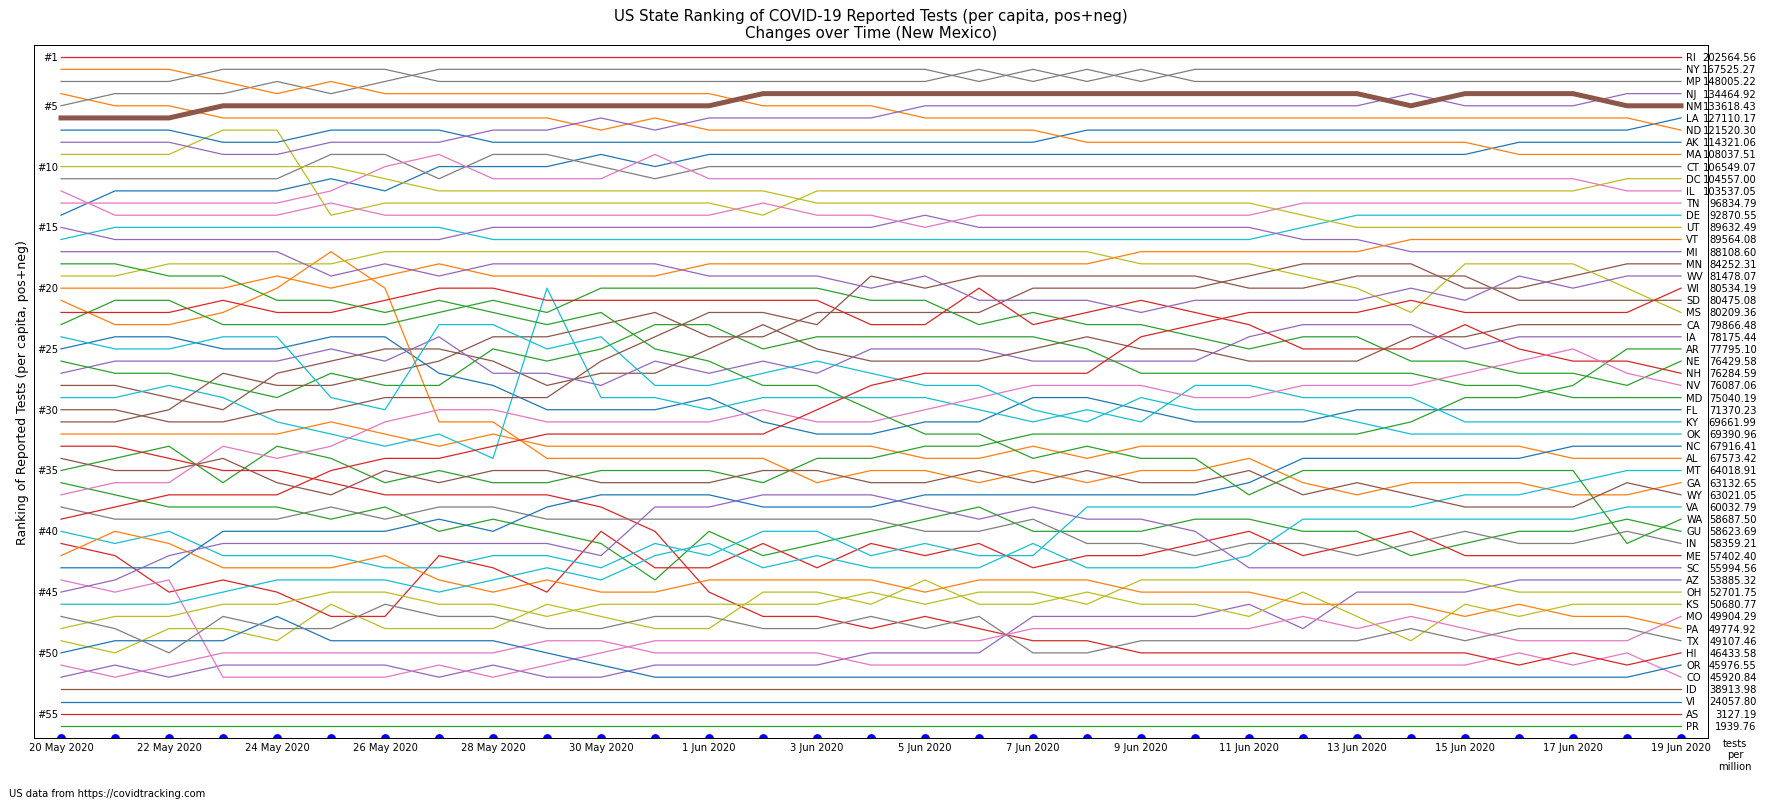 US State Ranking of COVID-19 Reported Tests (per capita, pos+neg)
Changes over Time (New Mexico)
Ranking of Reported Tests (per capita, pos+neg)
#1
#5
#10
#15
#20
#25
#30
#35
#40
#45
#50
#55
RI 202564.56
NY 167525.27
MP 148005.22
NJ 134464.92
NM 133618.43
LA 127110.17
ND 121520.30
AK 114321.06
MA 108037.51
CT 106549.07
DC 104557.00
IL 103537.05
TN 96834.79
DE 92870.55
UT 89632.49
VT 89564.08
MI 88108.60
MN 84252.31
WV 81478.07
WI 80534.19
SD 80475.08
MS 80209.36
CA 79866.48
IA 78175.44
AR 77795.10
NE 76429.58
NH 76284.59
NV 76087.06
MD 75040.19
FL 71370.23
KY 69661.99
OK 69390.96
NC 67916.41
AL 67573.42
MT 64018.91
GA 63132.65
WY 63021.05
VA 60032.79
WA 58687.50
GU 58623.69
IN 58359.21
ME 57402.40
SC 55994.56
AZ 53885.32
OH 52701.75
KS 50680.77
MO 49904.29
PA 49774.92
TX 49107.46
HI 46433.58
OR 45976.55
CO 45920.84
ID 38913.98
VI 24057.80
AS 3127.19
PR 1939.76
20 May 2020 22 May 2020 24 May 2020 26 May 2020 28 May 2020 30 May 2020 1 Jun 2020 3 Jun 2020 5 Jun 2020 7 Jun 2020 9 Jun 2020 11 Jun 2020 13 Jun 2020 15 Jun 2020 17 Jun 2020 19 Jun 2020
tests
per
million
US data from https://covidtracking.com